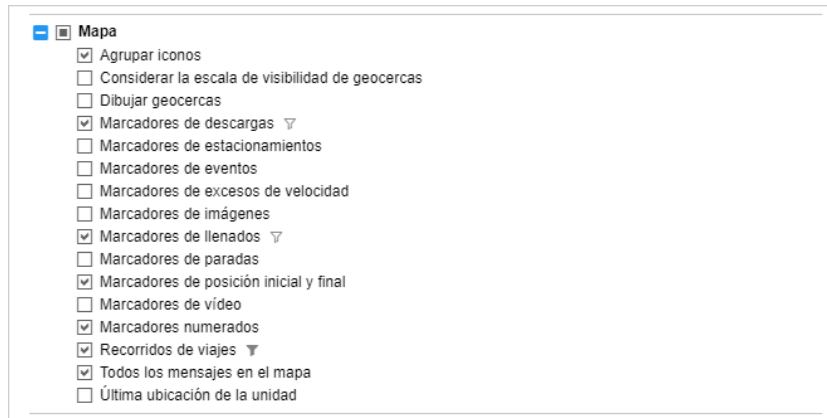 Mapa
Agrupar iconos
Considerar la escala de visibilidad de geocercas
Dibujar geocercas
Marcadores de descargas
Marcadores de estacionamientos
Marcadores de eventos
Marcadores de excesos de velocidad
Marcadores de imágenes
Marcadores de llenados
Marcadores de paradas
Marcadores de posición inicial y final
Marcadores de vídeo
Marcadores numerados
Recorridos de viajes
Todos los mensajes en el mapa
Última ubicación de la unidad